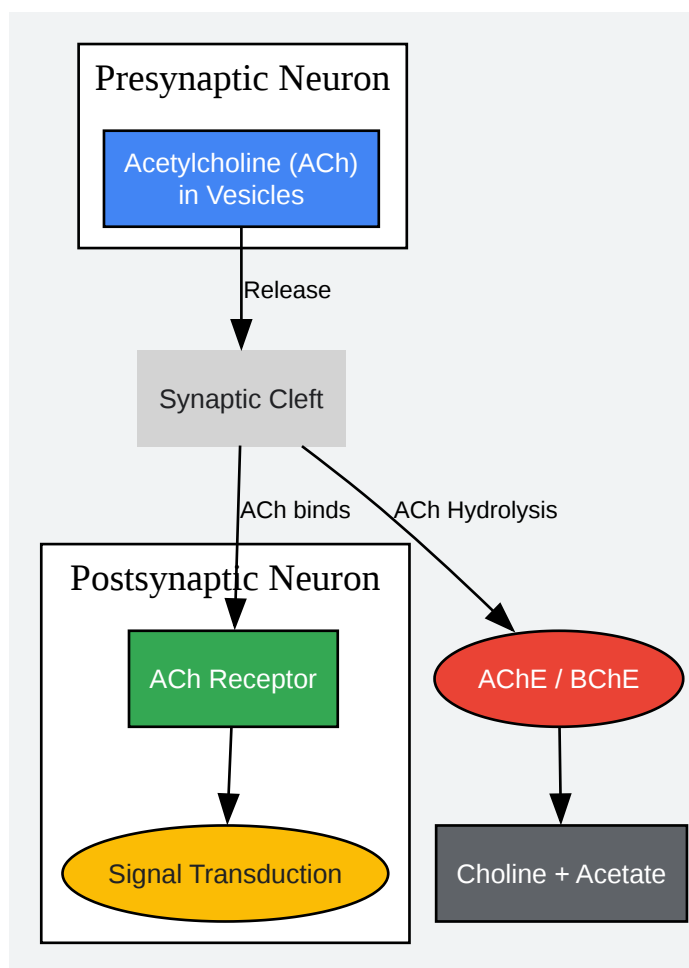 Presynaptic Neuron
Acetylcholine (ACh)
in Vesicles
Release
Synaptic Cleft
ACh binds
ACh Hydrolysis
Postsynaptic Neuron
ACh Receptor
AChE / BChE
Signal Transduction
Choline + Acetate